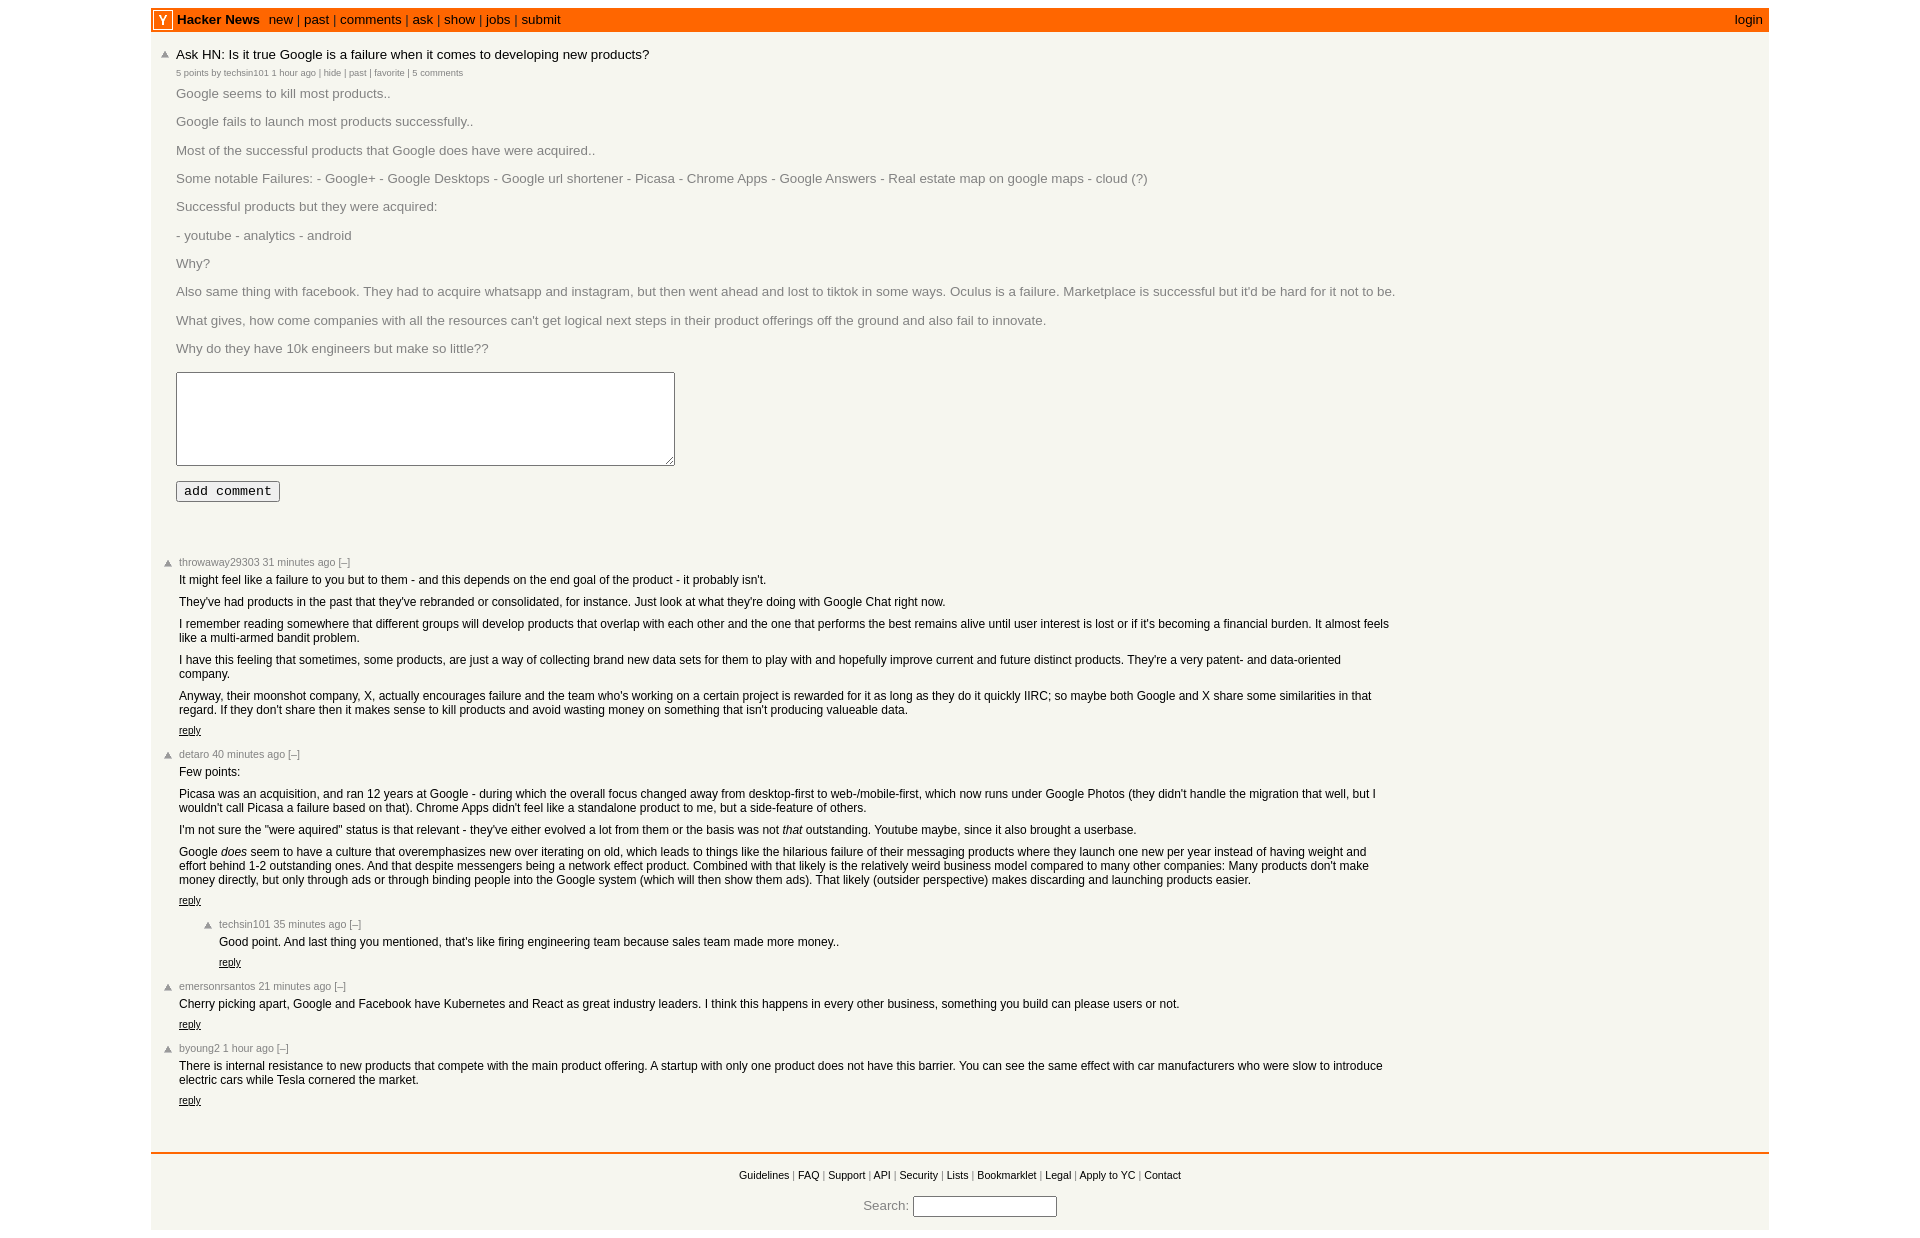 Y Hacker News new | past | comments | ask | show | jobs | submit login
Ask HN: Is it true Google is a failure when it comes to developing new products?
5 points by techsin101 1 hour ago | hide | past | favorite | 5 comments
Google seems to kill most products..
Google fails to launch most products successfully..
Most of the successful products that Google does have were acquired..
Some notable Failures: - Google+ - Google Desktops - Google url shortener - Picasa - Chrome Apps - Google Answers - Real estate map on google maps - cloud (?)
Successful products but they were acquired:
- youtube - analytics - android
Why?
Also same thing with facebook. They had to acquire whatsapp and instagram, but then went ahead and lost to tiktok in some ways. Oculus is a failure. Marketplace is successful but it'd be hard for it not to be.
What gives, how come companies with all the resources can't get logical next steps in their product offerings off the ground and also fail to innovate.
Why do they have 10k engineers but make so little??
add comment
throwaway29303 31 minutes ago [–]
It might feel like a failure to you but to them - and this depends on the end goal of the product - it probably isn't.
They've had products in the past that they've rebranded or consolidated, for instance. Just look at what they're doing with Google Chat right now.
I remember reading somewhere that different groups will develop products that overlap with each other and the one that performs the best remains alive until user interest is lost or if it's becoming a financial burden. It almost feels
like a multi-armed bandit problem.
I have this feeling that sometimes, some products, are just a way of collecting brand new data sets for them to play with and hopefully improve current and future distinct products. They're a very patent- and data-oriented
company.
Anyway, their moonshot company, X, actually encourages failure and the team who's working on a certain project is rewarded for it as long as they do it quickly IIRC; so maybe both Google and X share some similarities in that
regard. If they don't share then it makes sense to kill products and avoid wasting money on something that isn't producing valueable data.
reply
detaro 40 minutes ago [–]
Few points:
Picasa was an acquisition, and ran 12 years at Google - during which the overall focus changed away from desktop-first to web-/mobile-first, which now runs under Google Photos (they didn't handle the migration that well, but I
wouldn't call Picasa a failure based on that). Chrome Apps didn't feel like a standalone product to me, but a side-feature of others.
I'm not sure the "were aquired" status is that relevant - they've either evolved a lot from them or the basis was not that outstanding. Youtube maybe, since it also brought a userbase.
Google does seem to have a culture that overemphasizes new over iterating on old, which leads to things like the hilarious failure of their messaging products where they launch one new per year instead of having weight and
effort behind 1-2 outstanding ones. And that despite messengers being a network effect product. Combined with that likely is the relatively weird business model compared to many other companies: Many products don't make
money directly, but only through ads or through binding people into the Google system (which will then show them ads). That likely (outsider perspective) makes discarding and launching products easier.
reply
techsin101 35 minutes ago [–]
Good point. And last thing you mentioned, that's like firing engineering team because sales team made more money..
reply
emersonrsantos 21 minutes ago [–]
Cherry picking apart, Google and Facebook have Kubernetes and React as great industry leaders. I think this happens in every other business, something you build can please users or not.
reply
byoung2 1 hour ago [–]
There is internal resistance to new products that compete with the main product offering. A startup with only one product does not have this barrier. You can see the same effect with car manufacturers who were slow to introduce
electric cars while Tesla cornered the market.
reply
Guidelines | FAQ | Support | API | Security | Lists | Bookmarklet | Legal | Apply to YC | Contact
Search: